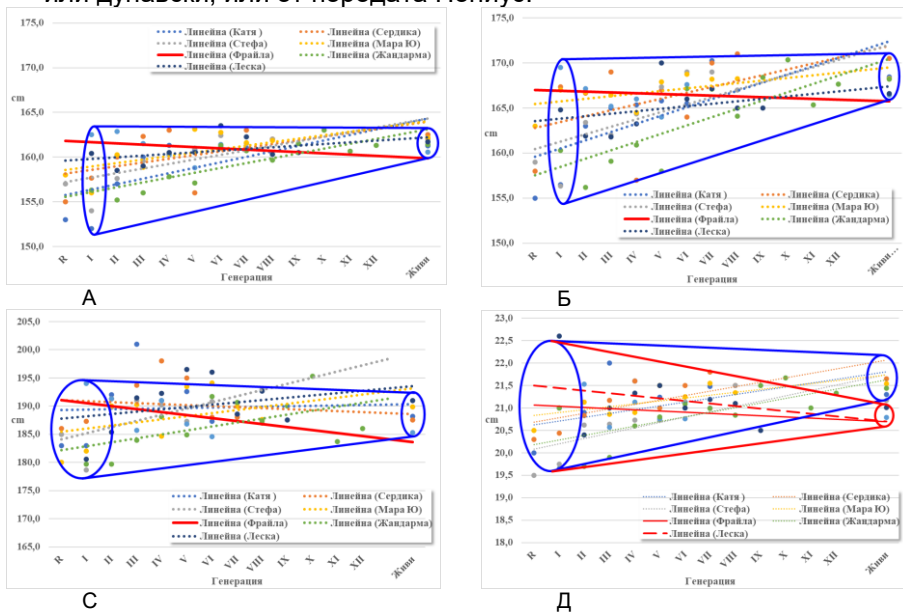 или дунавски, или от породата Нониус.
175,0
170,0
165,0
160,0
155,0
150,0
cm
Линейна (Катя )
Линейна (Сердика)
Линейна (Стефа)
Линейна (Мара Ю)
Линейна (Фрайла)
Линейна (Жандарма)
Линейна (Леска)
R I II III IV V VI VII VIII IX X XI XII Живи
Генерация
А
175,0
170,0
165,0
160,0
155,0
150,0
cm
Линейна (Катя)
Линейна (Сердика)
Линейна (Стефа)
Линейна (Мара Ю)
Линейна (Фрайла)
Линейна (Жандарма)
Линейна (Леска)
R I II III IV V VI VII VIII IX X XI XII Живи…
Генерация
Б
205,0
200,0
195,0
190,0
185,0
180,0
175,0
170,0
165,0
cm
Линейна (Катя)
Линейна (Сердика)
Линейна (Стефа)
Линейна (Мара Ю)
Линейна (Фрайла)
Линейна (Жандарма)
Линейна (Леска)
R I II III IV V VI VII VIII IX X XI XII Живи
Генерация
С
23,0
22,5
22,0
21,5
21,0
20,5
20,0
19,5
19,0
18,5
18,0
cm
Линейна (Катя )
Линейна (Сердика)
Линейна (Стефа)
Линейна (Мара Ю)
Линейна (Фрайла)
Линейна (Жандарма)
Линейна (Леска)
R I II III IV V VI VII VIII IX X XI XII Живи
Генерация
Д